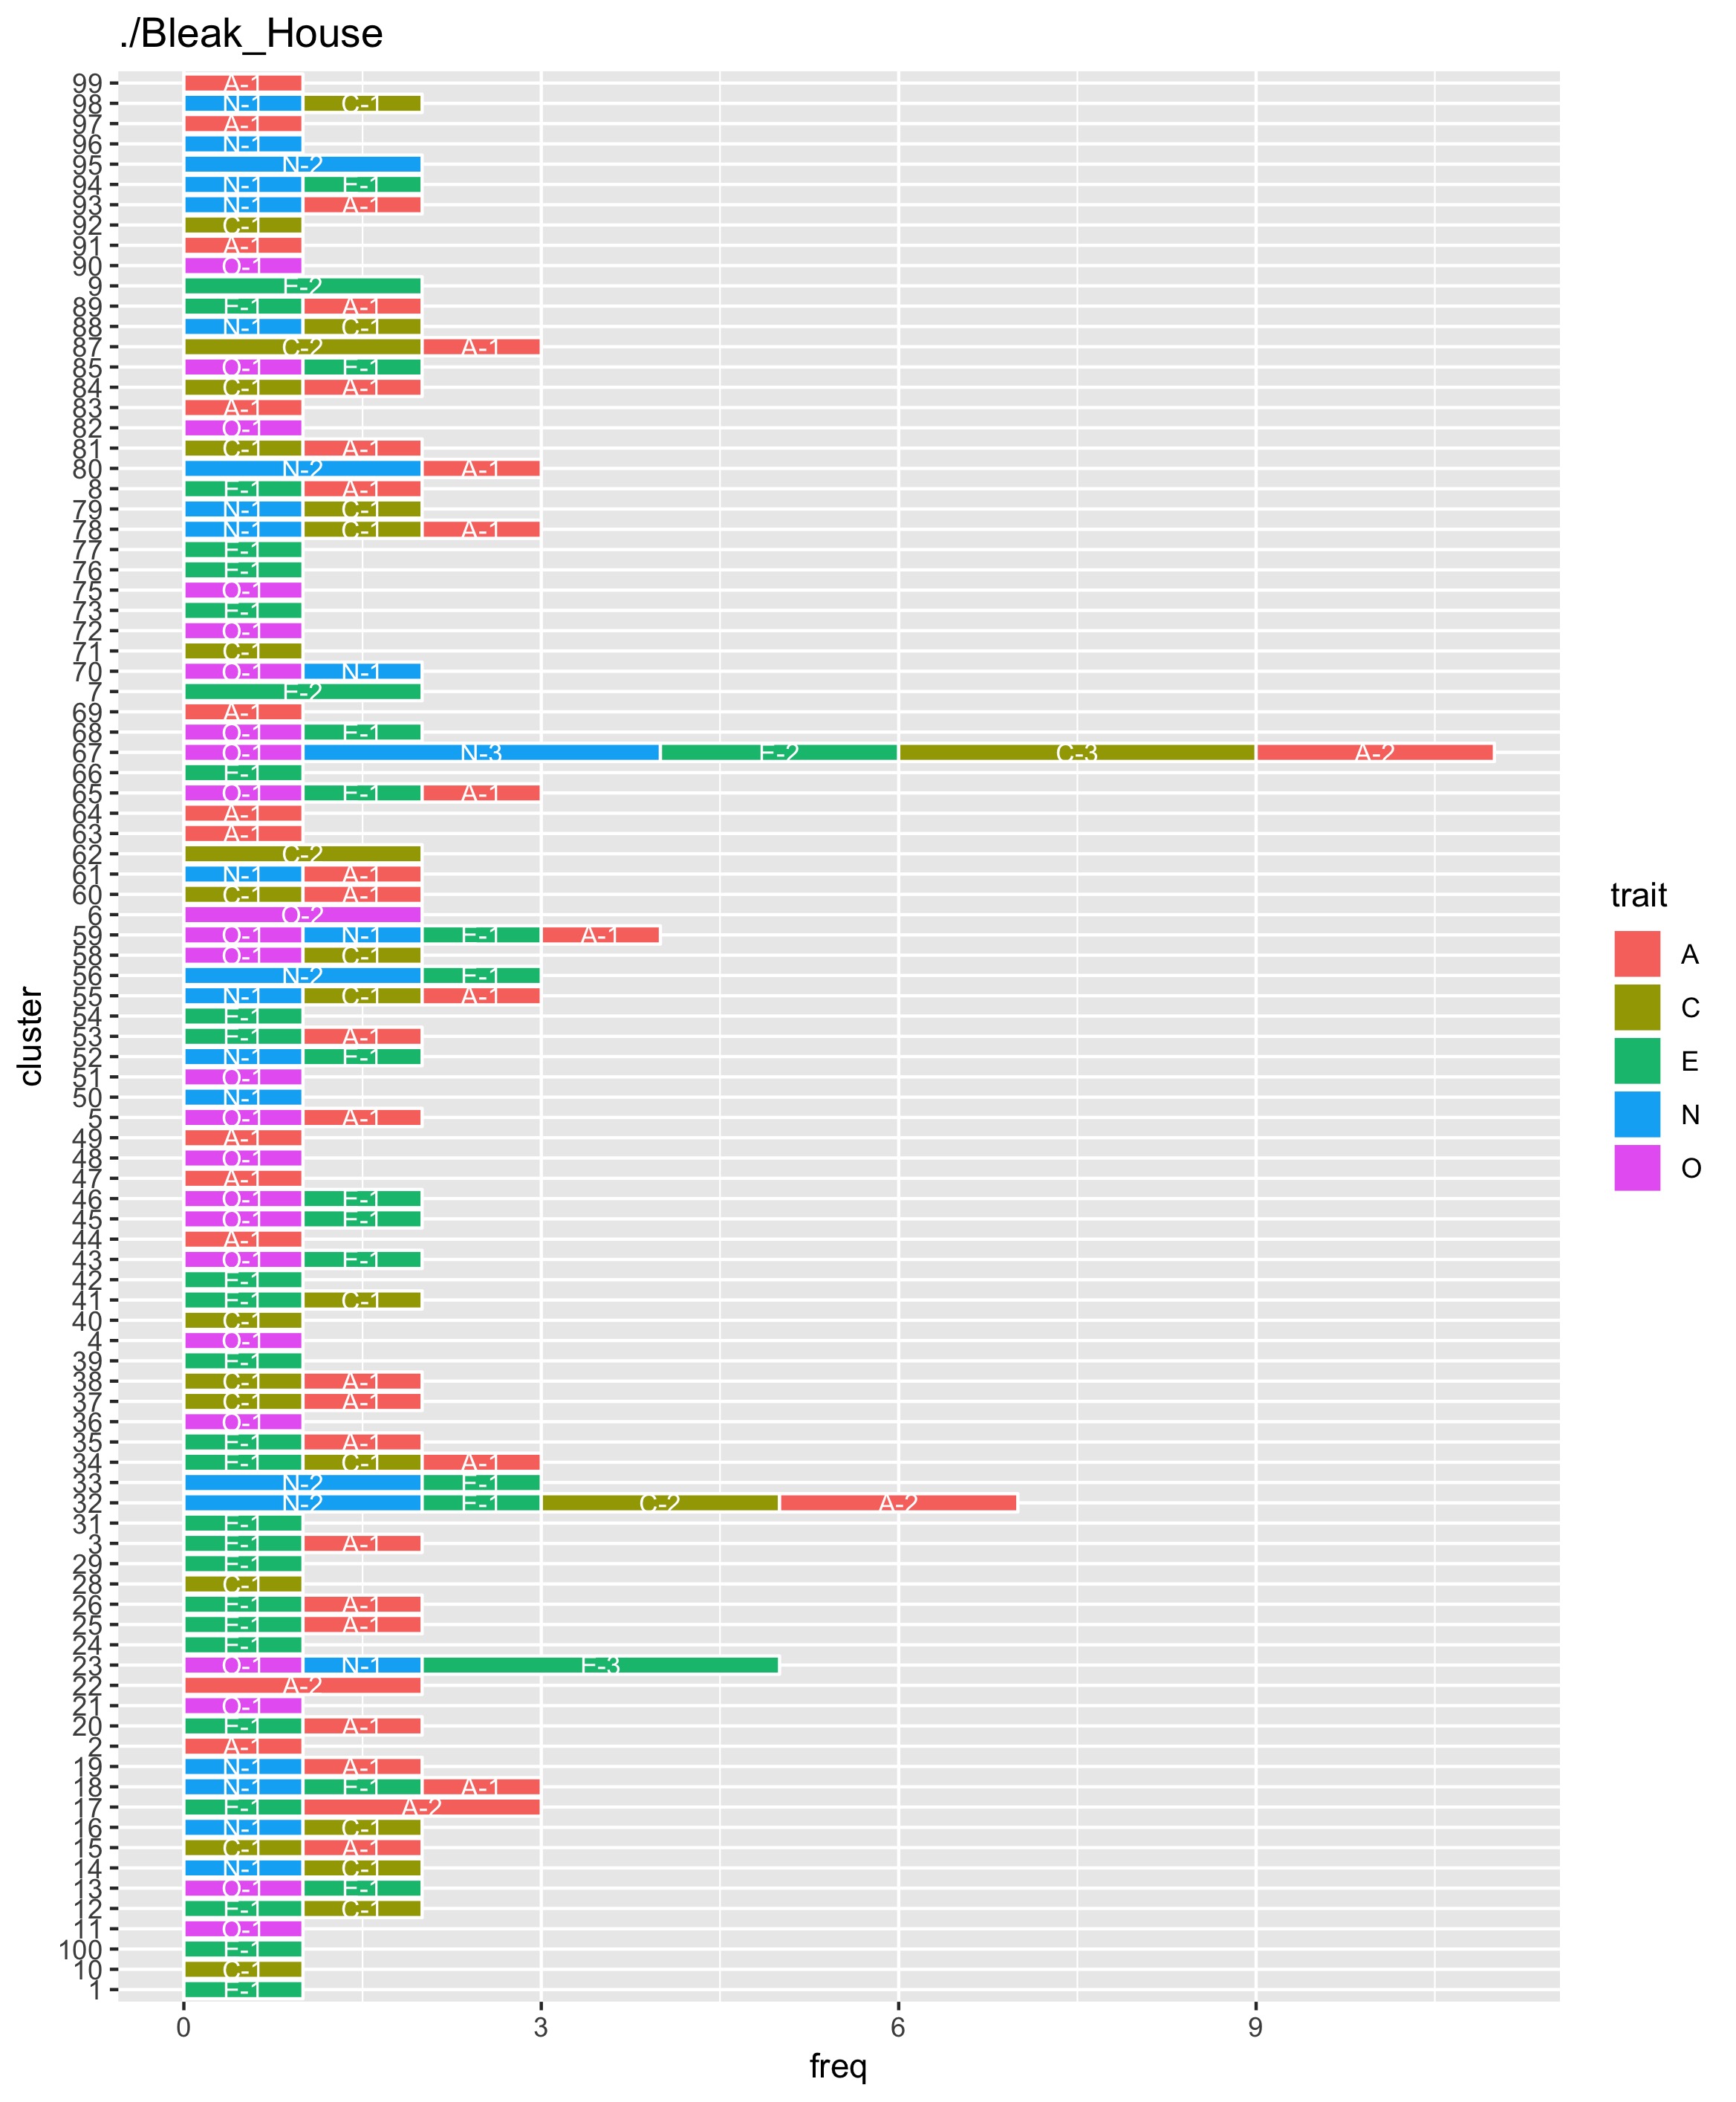 ./Bleak_House
99 A-1
98 N-1 C-1
97 A-1
96 N-1
95 N-2
94 N-1 E-1
93 N-1 A-1
92 C-1
91 A-1
90 O-1
9 E-2
89 E-1 A-1
88 N-1 C-1
87 C-2 A-1
85 O-1 E-1
84 C-1 A-1
83 A-1
82 O-1
81 C-1 A-1
80 N-2 A-1
8 E-1 A-1
79 N-1 C-1
78 N-1 C-1 A-1
77 E-1
76 E-1
75 O-1
73 E-1
72 O-1
71 C-1
70 O-1 N-1
7 E-2
69 A-1
68 O-1 E-1
67 O-1 N-3 E-2 C-3 A-2
66 E-1
65 O-1 E-1 A-1
64 A-1
63 A-1
62 C-2
61 N-1 A-1
60 C-1 A-1
6 O-2
59 O-1 N-1 E-1 A-1
58 O-1 C-1
56 N-2 E-1
55 N-1 C-1 A-1
54 E-1
53 E-1 A-1
52 N-1 E-1
51 O-1
50 N-1
5 O-1 A-1
49 A-1
48 O-1
47 A-1
46 O-1 E-1
45 O-1 E-1
44 A-1
43 O-1 E-1
42 E-1
41 E-1 C-1
40 C-1
4 O-1
39 E-1
38 C-1 A-1
37 C-1 A-1
36 O-1
35 E-1 A-1
34 E-1 C-1 A-1
33 N-2 E-1
32 N-2 E-1 C-2 A-2
31 E-1
3 E-1 A-1
29 E-1
28 C-1
26 E-1 A-1
25 E-1 A-1
24 E-1
23 O-1 N-1 E-3
22 A-2
21 O-1
20 E-1 A-1
2 A-1
19 N-1 A-1
18 N-1 E-1 A-1
17 E-1 A-2
16 N-1 C-1
15 C-1 A-1
14 N-1 C-1
13 O-1 E-1
12 E-1 C-1
11 O-1
100 E-1
10 C-1
1 E-1
0 3 6 9
freq
cluster
trait
A
C
E
N
O